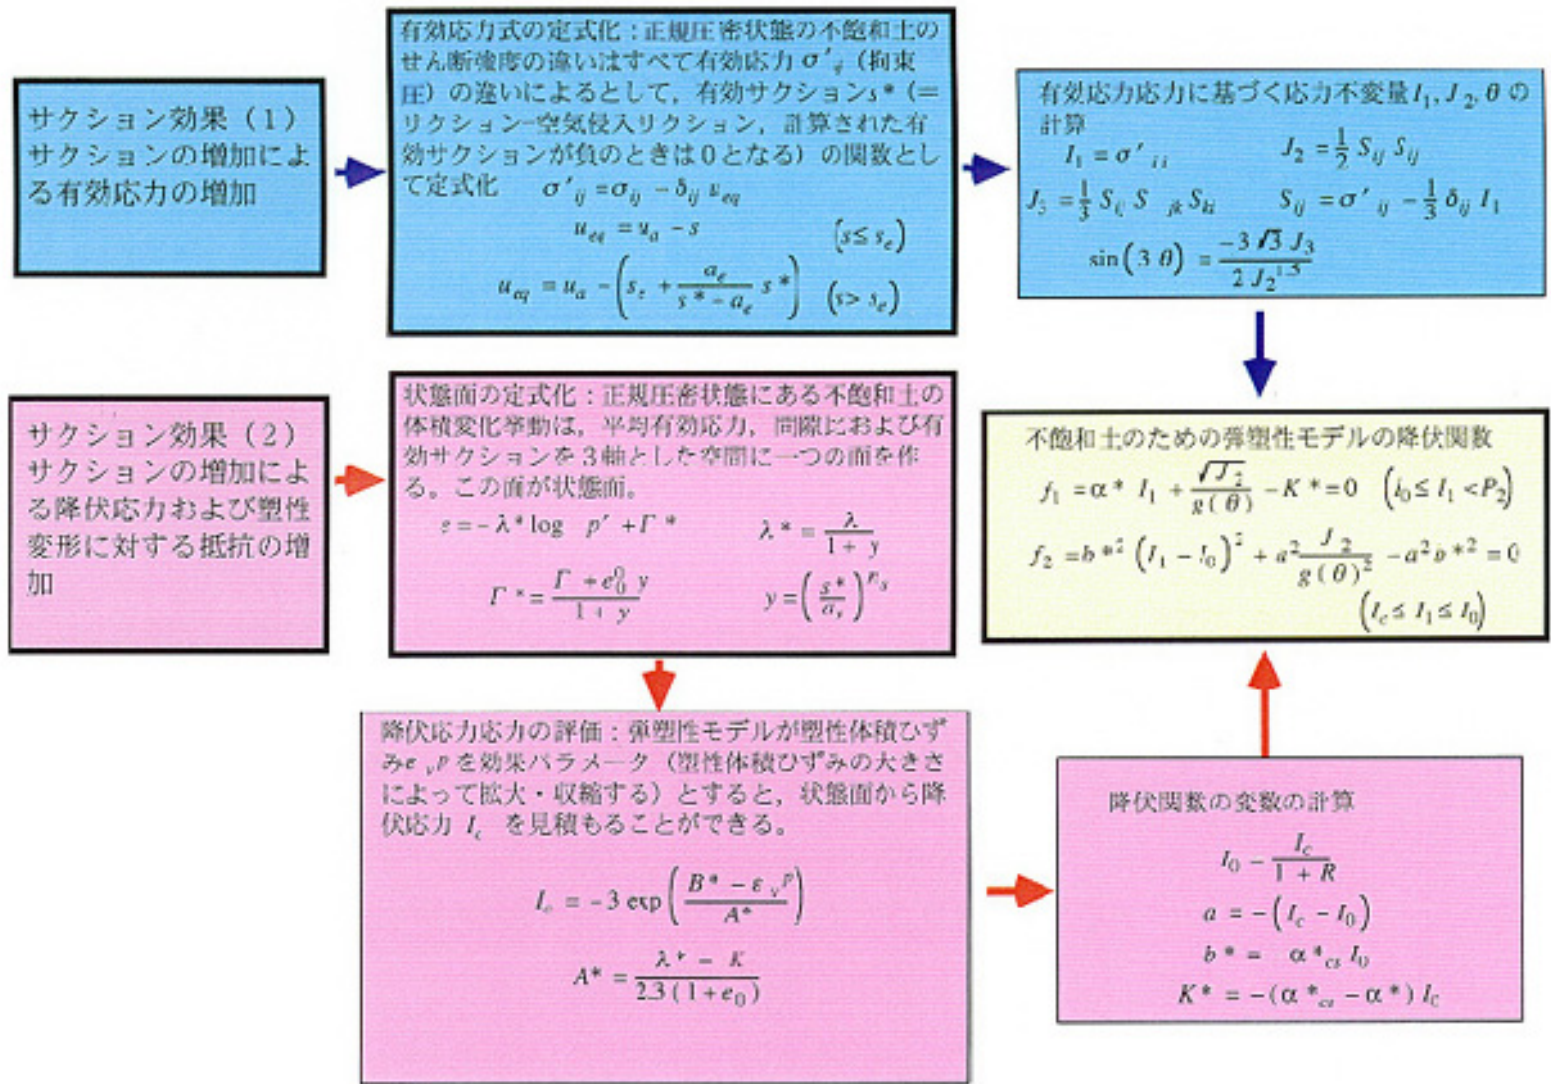 サクション効果（1）
サクションの増加によ
る有効応力の増加
有効応力式の定式化：正規圧密状態の不飽和土の
せん断強度の違いはすべて有効応力σ'ij（拘束
圧）の違いによるとして，有効サクションs*（＝
リクション−空気侵入リクション，計算された有
効サクションが負のときは0となる）の関数とし
て定式化 σ'ij = σij − δij ueq
ueq = ua − s (s ≤ se)
ueq = ua − (se + ae/(s* − ae) s*) (s > se)
有効応力応力に基づく応力不変量I1, J2, θの
計算
I1 = σ'ii J2 = 1/2 Sij Sij
J3 = 1/3 Sij S jk Ski Sij = σ'ij − 1/3 δij I1
sin(3θ) = −3√3 J3 / 2 J2^1.5
サクション効果（2）
サクションの増加によ
る降伏応力および塑性
変形に対する抵抗の増
加
状態面の定式化：正規圧密状態にある不飽和土の
体積変化挙動は，平均有効応力，間隙比および有
効サクションを3軸とした空間に一つの面を作
る。この面が状態面。
e = −λ* log p' + Γ* λ* = λ/(1 + y)
Γ* = (Γ + e0^0 y)/(1 + y) y = (s*/as)^ns
不飽和土のための弾塑性モデルの降伏関数
f1 = α* I1 + √J2/g(θ) − K* = 0 (I0 ≤ I1 < P2)
f2 = b*² (I1 − I0)² + a² J2/g(θ)² − a² b*² = 0
(Ic ≤ I1 ≤ I0)
降伏応力応力の評価：弾塑性モデルが塑性体積ひず
みe v pを効果パラメータ（塑性体積ひずみの大きさ
によって拡大・収縮する）とすると，状態面から降
伏応力 Ic を見積もることができる。
Ic = −3 exp((B* − εv p)/A*)
A* = (λ* − K)/2.3(1 + e0)
降伏関数の変数の計算
I0 − Ic/(1 + R)
a = −(Ic − I0)
b* = α*cs I0
K* = −(α*cs − α*) IC